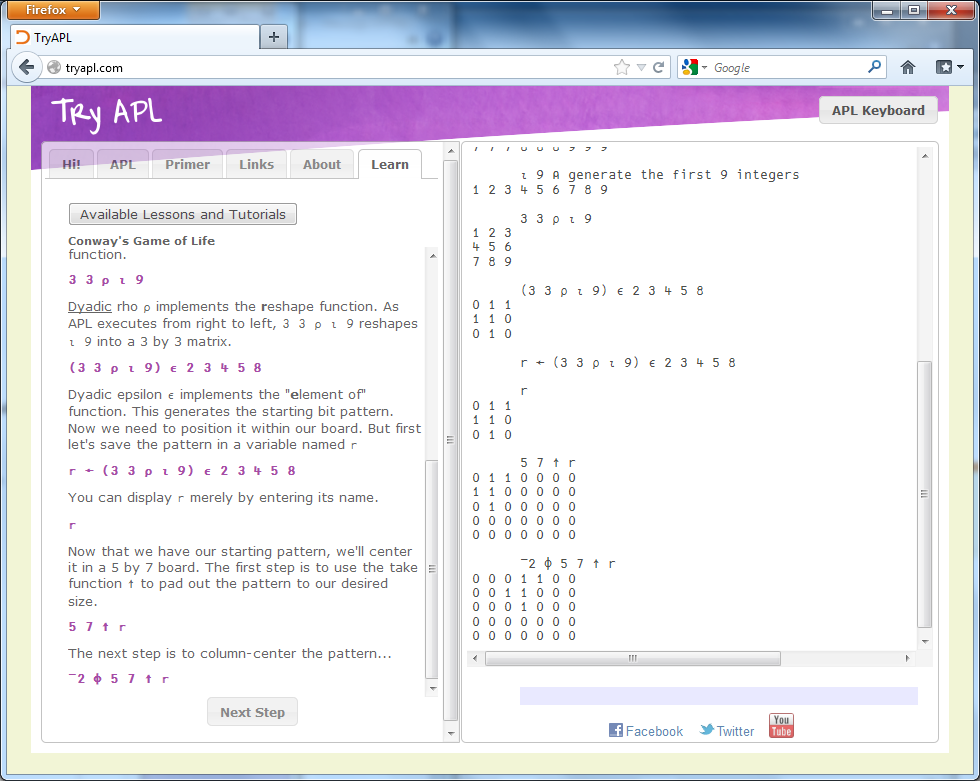 Firefox
TryAPL
tryapl.com
Google
Try APL
APL Keyboard
Hi!
APL
Primer
Links
About
Learn
Available Lessons and Tutorials
Conway's Game of Life
function.
3 3 ⍴ ⍳ 9
Dyadic rho ⍴ implements the reshape function. As
APL executes from right to left, 3 3 ⍴ ⍳ 9 reshapes
⍳ 9 into a 3 by 3 matrix.
(3 3 ⍴ ⍳ 9) ∊ 2 3 4 5 8
Dyadic epsilon ∊ implements the "element of"
function. This generates the starting bit pattern.
Now we need to position it within our board. But first
let's save the pattern in a variable named r
r ← (3 3 ⍴ ⍳ 9) ∊ 2 3 4 5 8
You can display r merely by entering its name.
r
Now that we have our starting pattern, we'll center
it in a 5 by 7 board. The first step is to use the take
function ↑ to pad out the pattern to our desired
size.
5 7 ↑ r
The next step is to column-center the pattern...
¯2 ⌽ 5 7 ↑ r
Next Step
7 7 7 8 8 8 9 9 9
⍳ 9 ⍝ generate the first 9 integers
1 2 3 4 5 6 7 8 9
3 3 ⍴ ⍳ 9
1 2 3
4 5 6
7 8 9
(3 3 ⍴ ⍳ 9) ∊ 2 3 4 5 8
0 1 1
1 1 0
0 1 0
r ← (3 3 ⍴ ⍳ 9) ∊ 2 3 4 5 8
r
0 1 1
1 1 0
0 1 0
5 7 ↑ r
0 1 1 0 0 0 0
1 1 0 0 0 0 0
0 1 0 0 0 0 0
0 0 0 0 0 0 0
0 0 0 0 0 0 0
¯2 ⌽ 5 7 ↑ r
0 0 0 1 1 0 0
0 0 1 1 0 0 0
0 0 0 1 0 0 0
0 0 0 0 0 0 0
0 0 0 0 0 0 0
Facebook
Twitter
You
Tube